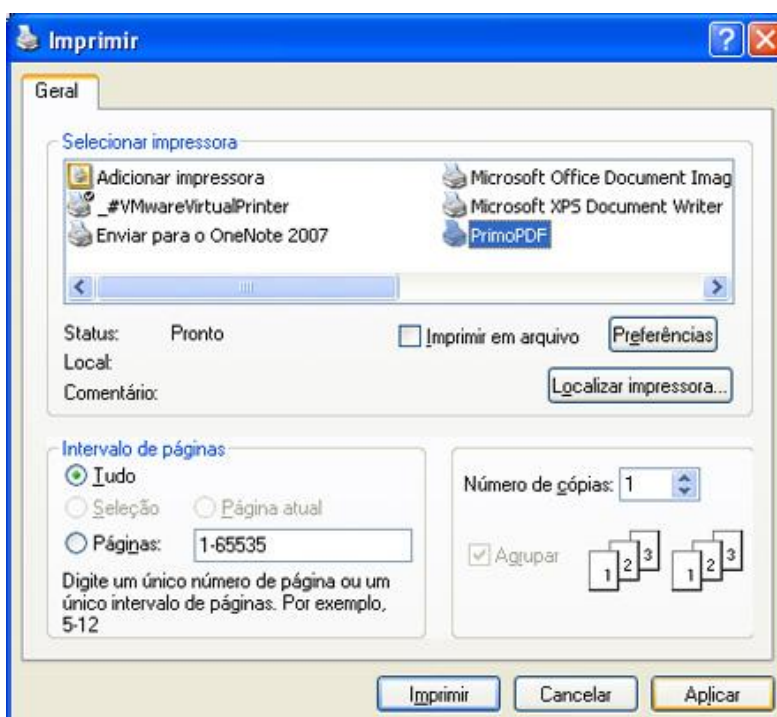 Imprimir
Geral
Selecionar impressora
Adicionar impressora
_#VMwareVirtualPrinter
Enviar para o OneNote 2007
Microsoft Office Document Imag
Microsoft XPS Document Writer
PrimoPDF
Status: Pronto
Local:
Comentário:
Imprimir em arquivo
Preferências
Localizar impressora...
Intervalo de páginas
Tudo
Seleção Página atual
Páginas: 1-65535
Digite um único número de página ou um
único intervalo de páginas. Por exemplo,
5-12
Número de cópias: 1
Agrupar
1 2 3 1 2 3
Imprimir Cancelar Aplicar